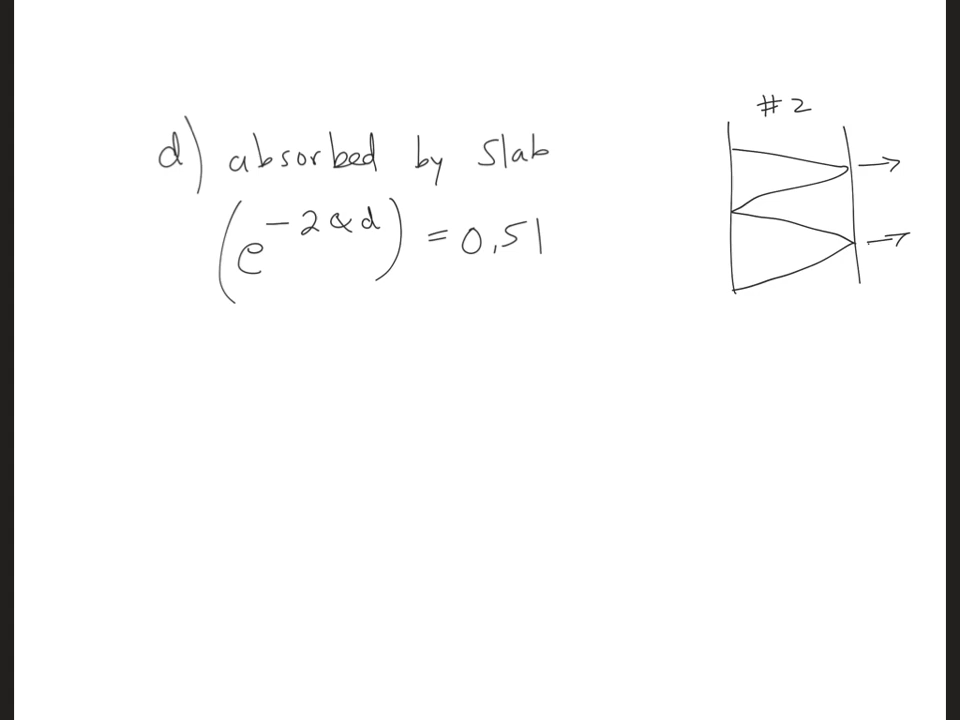 #2
d) absorbed by Slab
(e^{-2αd}) = 0,51